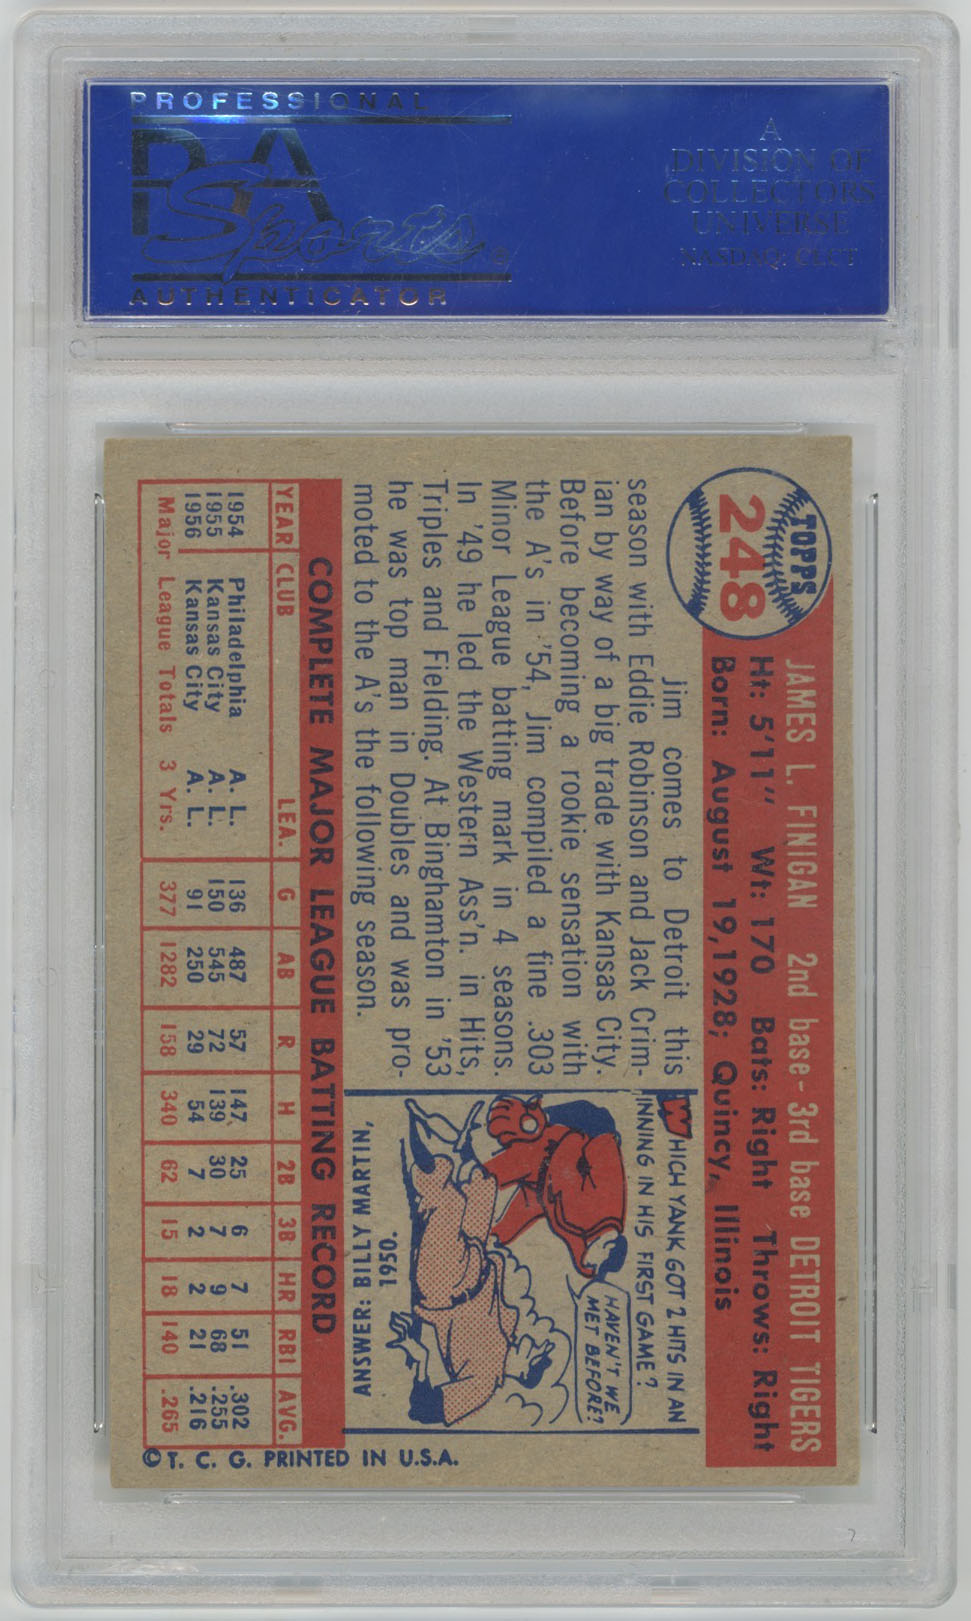 PROFESSIONAL
PSA
Sports®
AUTHENTICATOR
A
DIVISION OF
COLLECTORS
UNIVERSE
NASDAQ: CLCT
TOPPS
248
JAMES L. FINIGAN 2nd base-3rd base DETROIT TIGERS
Ht: 5'11" Wt: 170 Bats: Right Throws: Right
Born: August 19, 1928; Quincy, Illinois
Jim comes to Detroit this
season with Eddie Robinson and Jack Crim-
ian by way of a big trade with Kansas City.
Before becoming a rookie sensation with
the A's in '54, Jim compiled a fine .303
Minor League batting mark in 4 seasons.
In '49 he led the Western Ass'n. in Hits,
Triples and Fielding. At Binghamton in '53
he was top man in Doubles and was pro-
moted to the A's the following season.
WHICH YANK GOT 2 HITS IN AN
INNING IN HIS FIRST GAME?
HAVEN'T WE
MET BEFORE?
ANSWER: BILLY MARTIN,
1950.
COMPLETE MAJOR LEAGUE BATTING RECORD
YEAR CLUB LEA. G AB R H 2B 3B HR RBI AVG.
1954 Philadelphia A. L. 136 487 57 147 25 6 7 51 .302
1955 Kansas City A. L. 150 545 72 139 30 7 9 68 .255
1956 Kansas City A. L. 91 250 29 54 7 2 2 21 .216
Major League Totals 3 Yrs. 377 1282 158 340 62 15 18 140 .265
© T. C. G. PRINTED IN U.S.A.